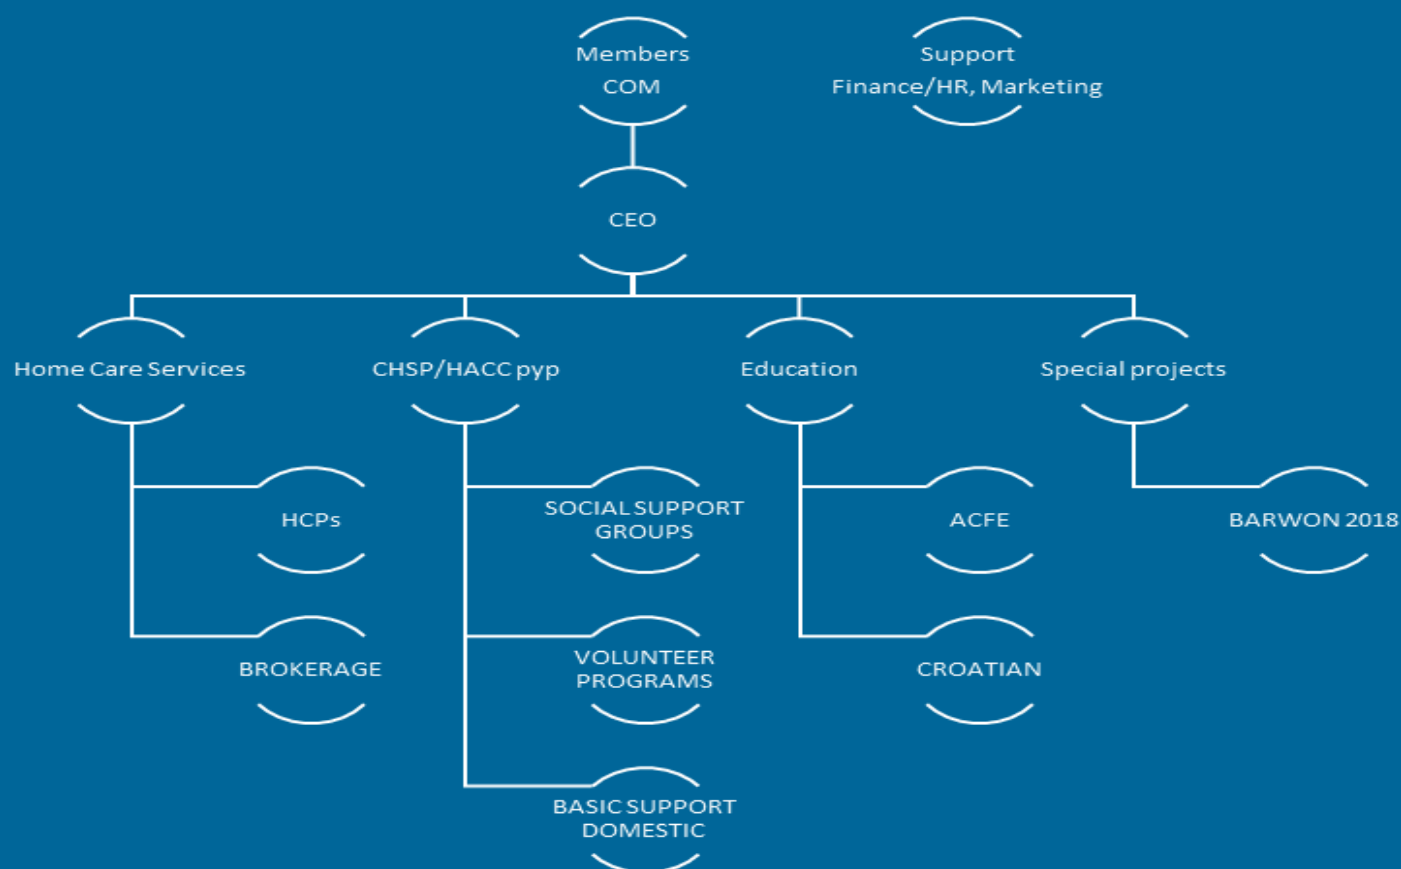 Members
COM
Support
Finance/HR, Marketing
CEO
Home Care Services
CHSP/HACC pyp
Education
Special projects
HCPs
SOCIAL SUPPORT
GROUPS
ACFE
BARWON 2018
BROKERAGE
VOLUNTEER
PROGRAMS
CROATIAN
BASIC SUPPORT
DOMESTIC